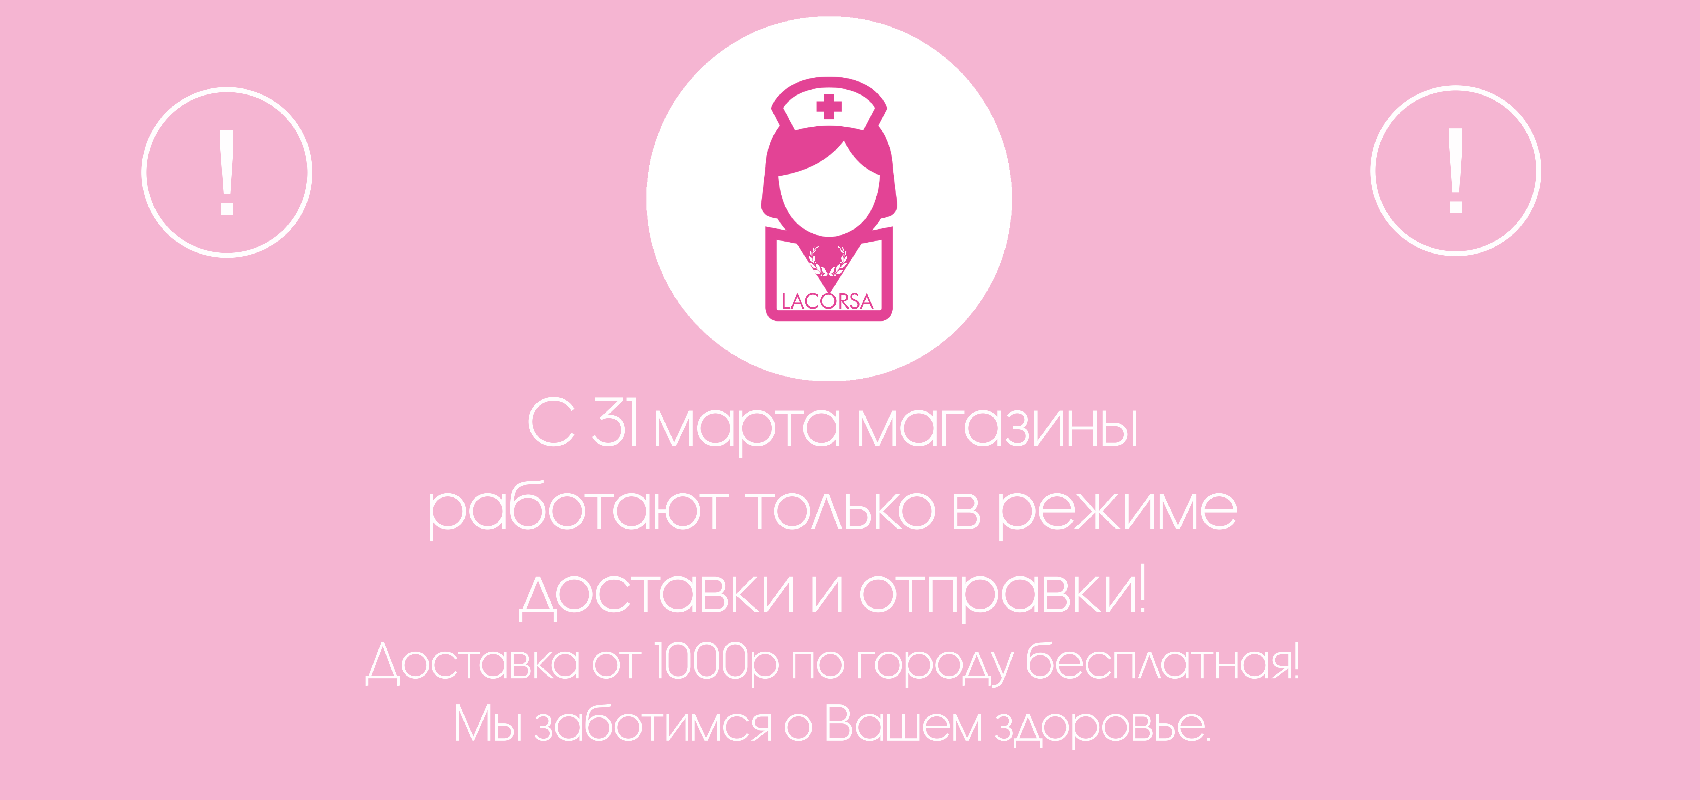 !
!
LACORSA
С 31 марта магазины
работают только в режиме
доставки и отправки!
Доставка от 1000р по городу бесплатная!
Мы заботимся о Вашем здоровье.